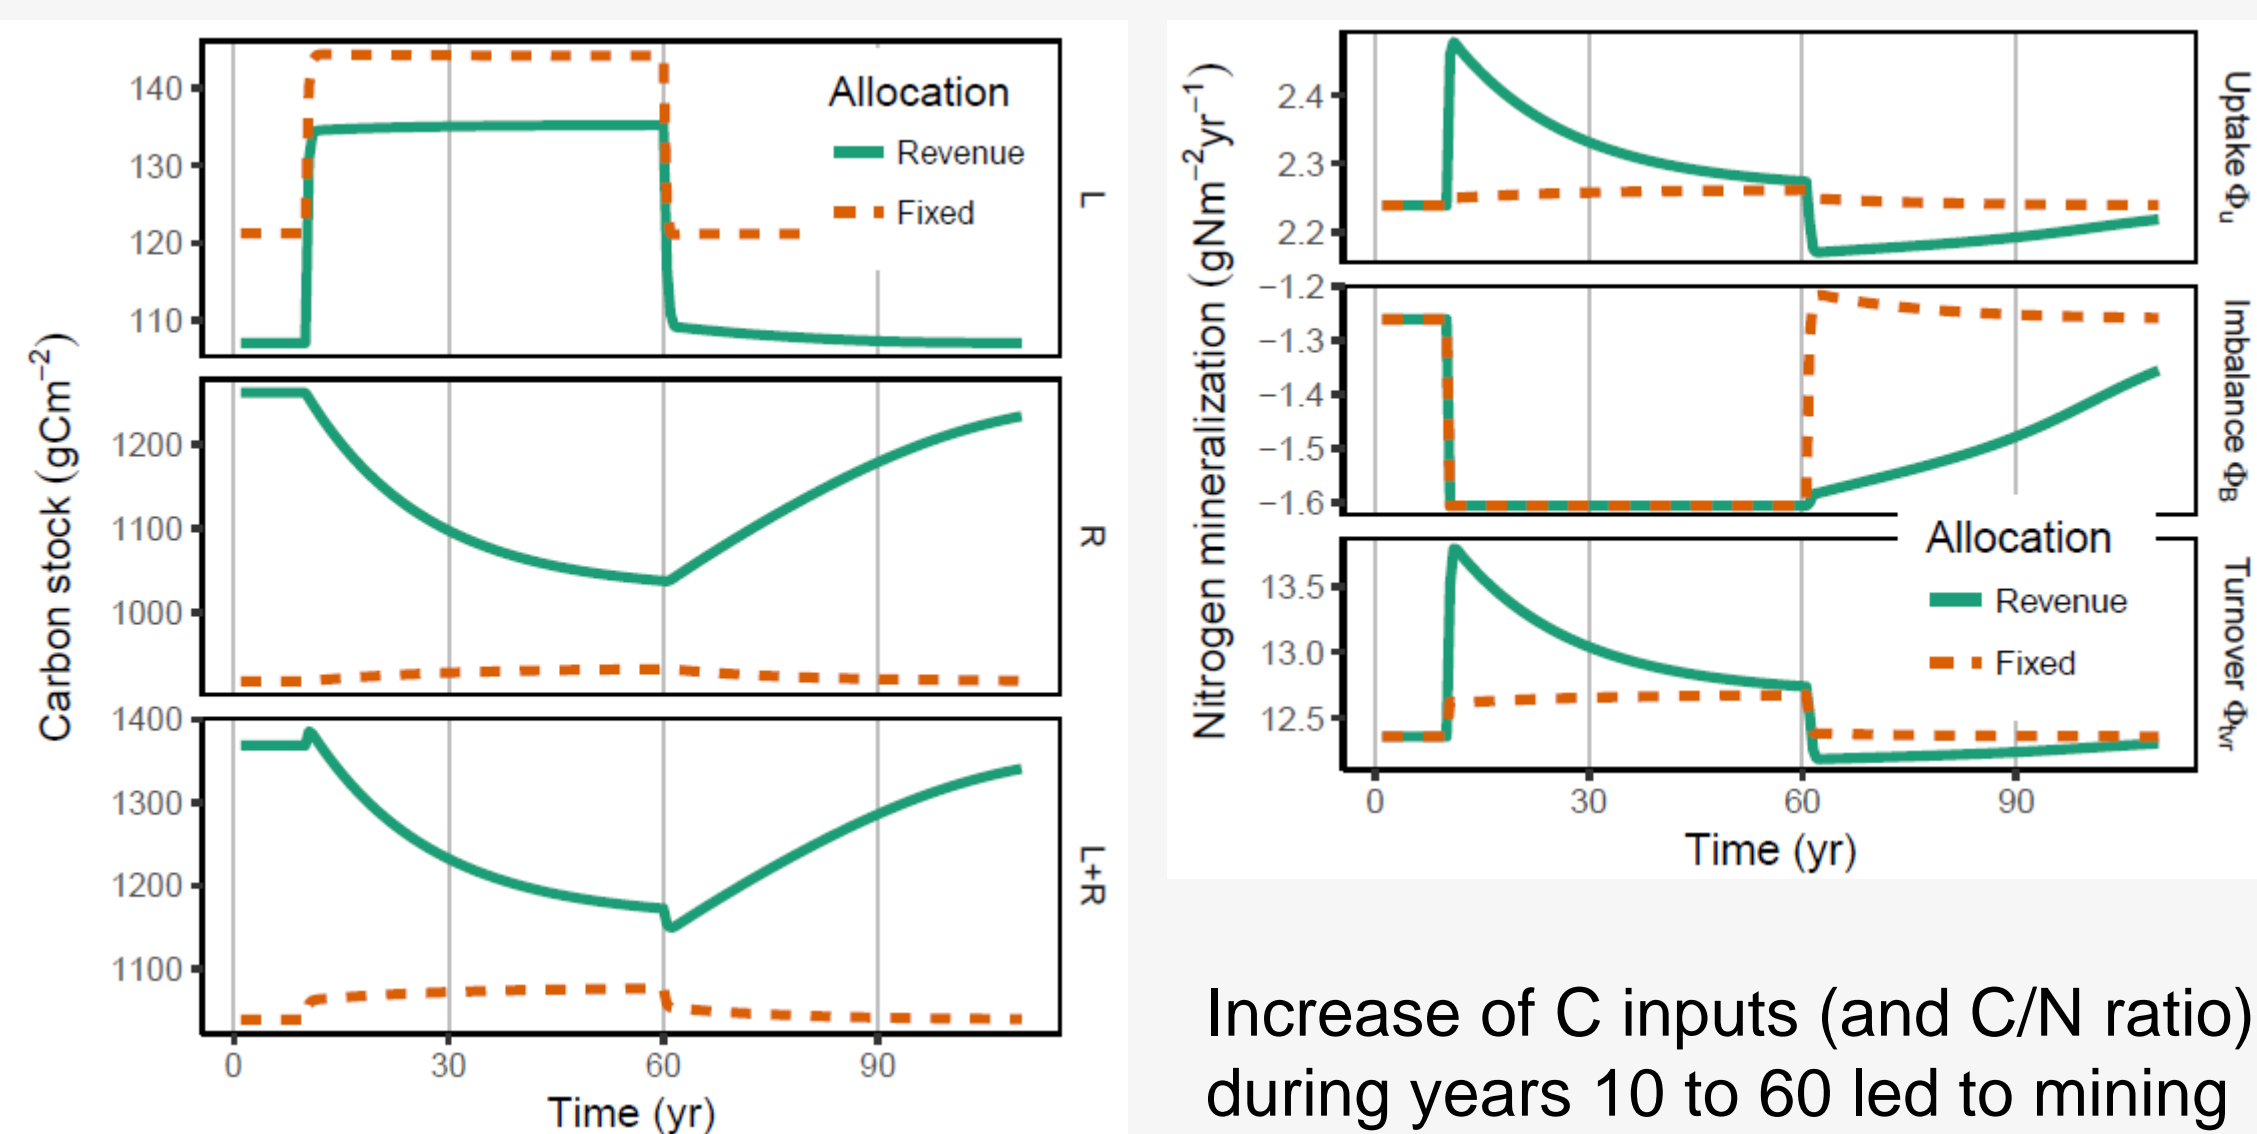 Carbon stock (gCm⁻²)
140
130
120
110
Allocation
Revenue
Fixed
L
1200
1100
1000
R
1400
1300
1200
1100
L+R
0 30 60 90
Time (yr)
Nitrogen mineralization (gNm⁻²yr⁻¹)
2.4
2.3
2.2
Uptake Φu
−1.2
−1.3
−1.4
−1.5
−1.6
Imbalance ΦB
13.5
13.0
12.5
Allocation
Revenue
Fixed
Turnover Φtvr
0 30 60 90
Time (yr)
Increase of C inputs (and C/N ratio)
during years 10 to 60 led to mining